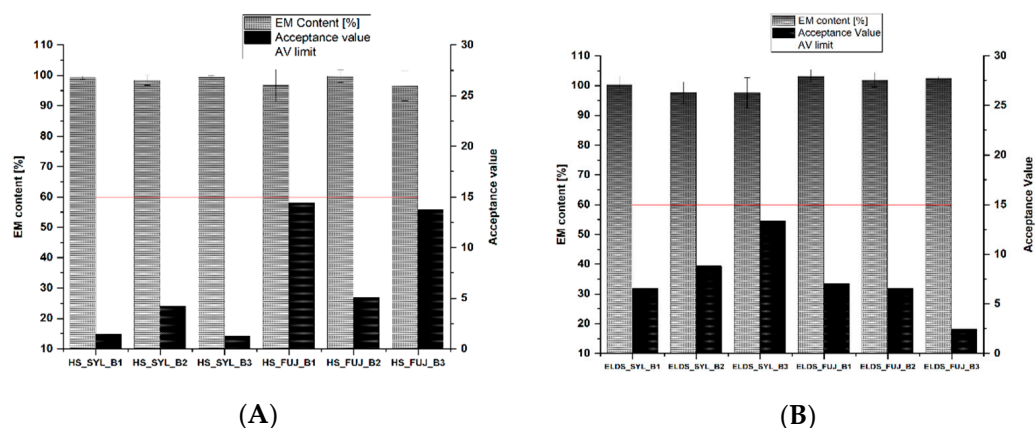 EM Content [%]
Acceptance value
AV limit
EM content [%]
110
100
90
80
70
60
50
40
30
20
10
30
25
20
15
10
5
0
Acceptance Value
HS_SYL_B1 HS_SYL_B2 HS_SYL_B3 HS_FUJ_B1 HS_FUJ_B2 HS_FUJ_B3
(A)
EM content [%]
Acceptance Value
AV limit
EM content [%]
110
100
90
80
70
60
50
40
30
20
10
30
25
20
15
10
5
0
Acceptance Value
ELDS_SYL_B1 ELDS_SYL_B2 ELDS_SYL_B3 ELDS_FUJ_B1 ELDS_FUJ_B2 ELDS_FUJ_B3
(B)